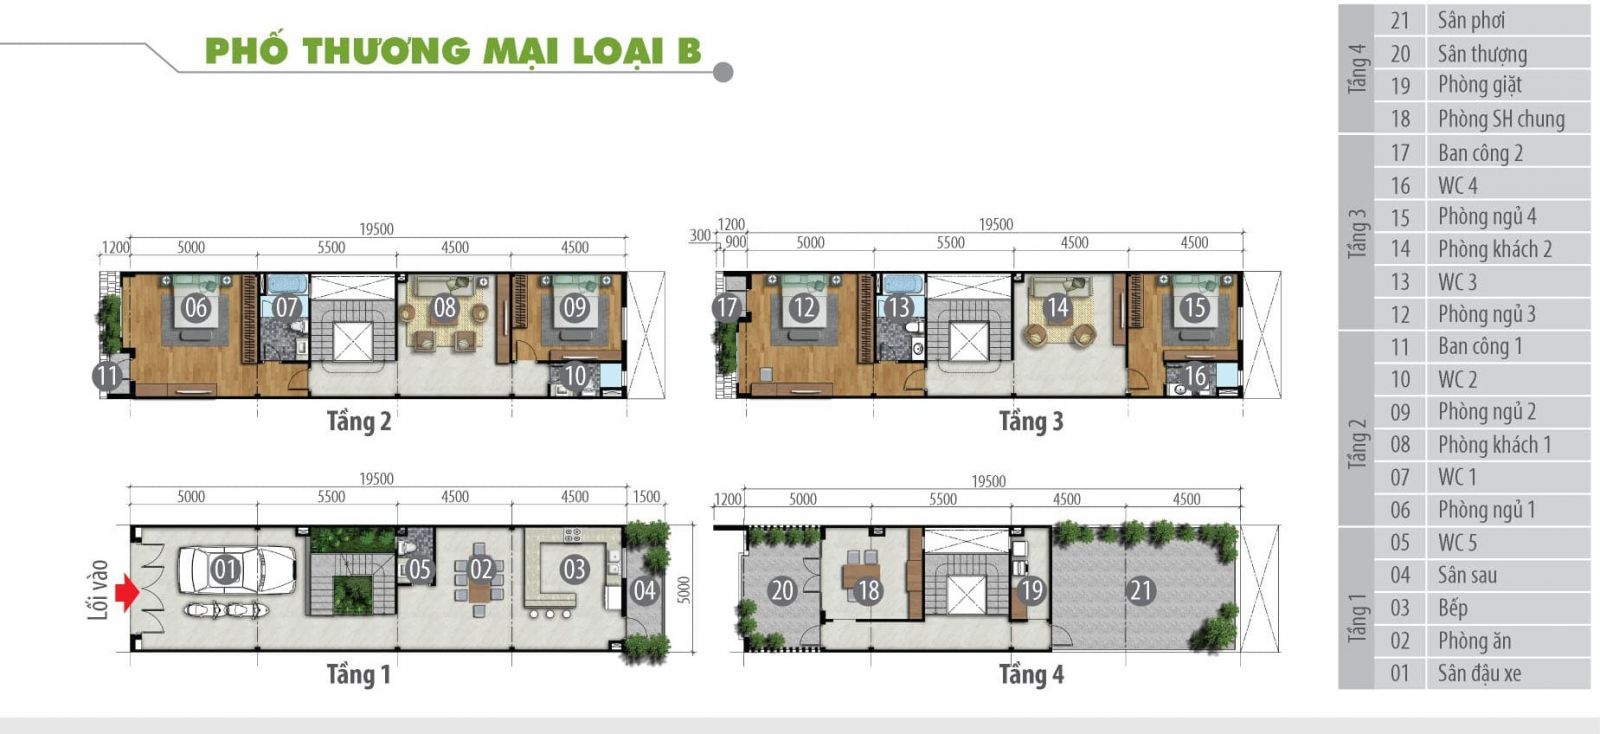 PHỐ THƯƠNG MẠI LOẠI B
19500
1200 5000 5500 4500 4500
06 07 08 09
11 10
Tầng 2
1200 19500
300 900 5000 5500 4500 4500
17 12 13 14 15
16
Tầng 3
19500
5000 5500 4500 4500 1500
01 05 02 03 04
Lối vào
5000
Tầng 1
19500
1200 5000 5500 4500 4500
20 18 19 21
Tầng 4
Tầng 4
21 Sân phơi
20 Sân thượng
19 Phòng giặt
18 Phòng SH chung
Tầng 3
17 Ban công 2
16 WC 4
15 Phòng ngủ 4
14 Phòng khách 2
13 WC 3
12 Phòng ngủ 3
Tầng 2
11 Ban công 1
10 WC 2
09 Phòng ngủ 2
08 Phòng khách 1
07 WC 1
06 Phòng ngủ 1
Tầng 1
05 WC 5
04 Sân sau
03 Bếp
02 Phòng ăn
01 Sân đậu xe